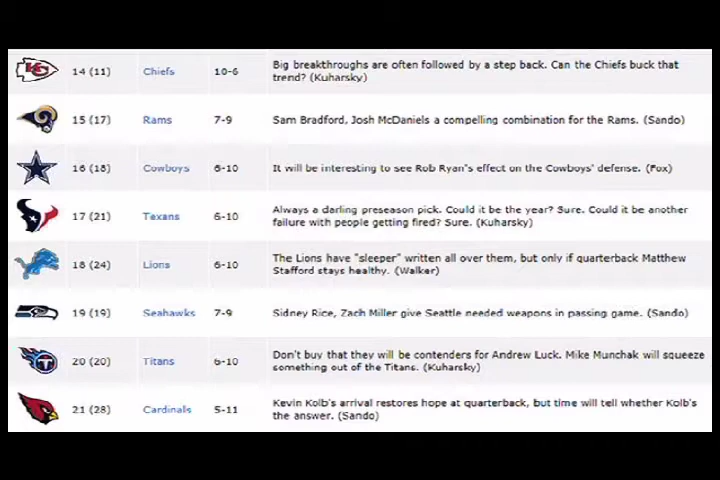 14 (11) Chiefs 10-6 Big breakthroughs are often followed by a step back. Can the Chiefs buck that
trend? (Kuharsky)
15 (17) Rams 7-9 Sam Bradford, Josh McDaniels a compelling combination for the Rams. (Sando)
16 (18) Cowboys 6-10 It will be interesting to see Rob Ryan's effect on the Cowboys' defense. (Fox)
17 (21) Texans 6-10 Always a darling preseason pick. Could it be the year? Sure. Could it be another
failure with people getting fired? Sure. (Kuharsky)
18 (24) Lions 6-10 The Lions have "sleeper" written all over them, but only if quarterback Matthew
Stafford stays healthy. (Walker)
19 (19) Seahawks 7-9 Sidney Rice, Zach Miller give Seattle needed weapons in passing game. (Sando)
20 (20) Titans 6-10 Don't buy that they will be contenders for Andrew Luck. Mike Munchak will squeeze
something out of the Titans. (Kuharsky)
21 (28) Cardinals 5-11 Kevin Kolb's arrival restores hope at quarterback, but time will tell whether Kolb's
the answer. (Sando)